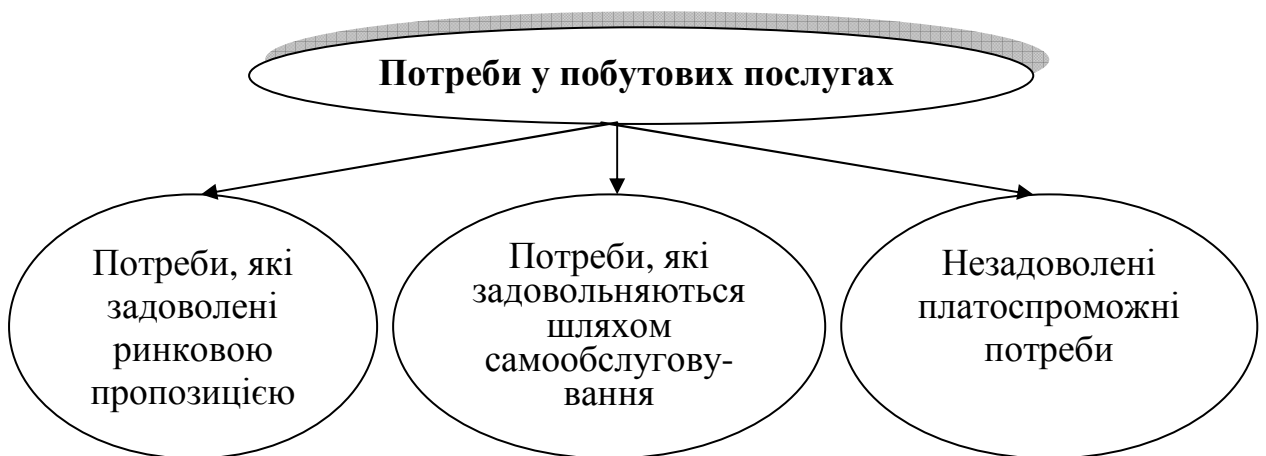 Потреби у побутових послугах
Потреби, які
задоволені
ринковою
пропозицією
Потреби, які
задовольняються
шляхом
самообслугову-
вання
Незадоволені
платоспроможні
потреби